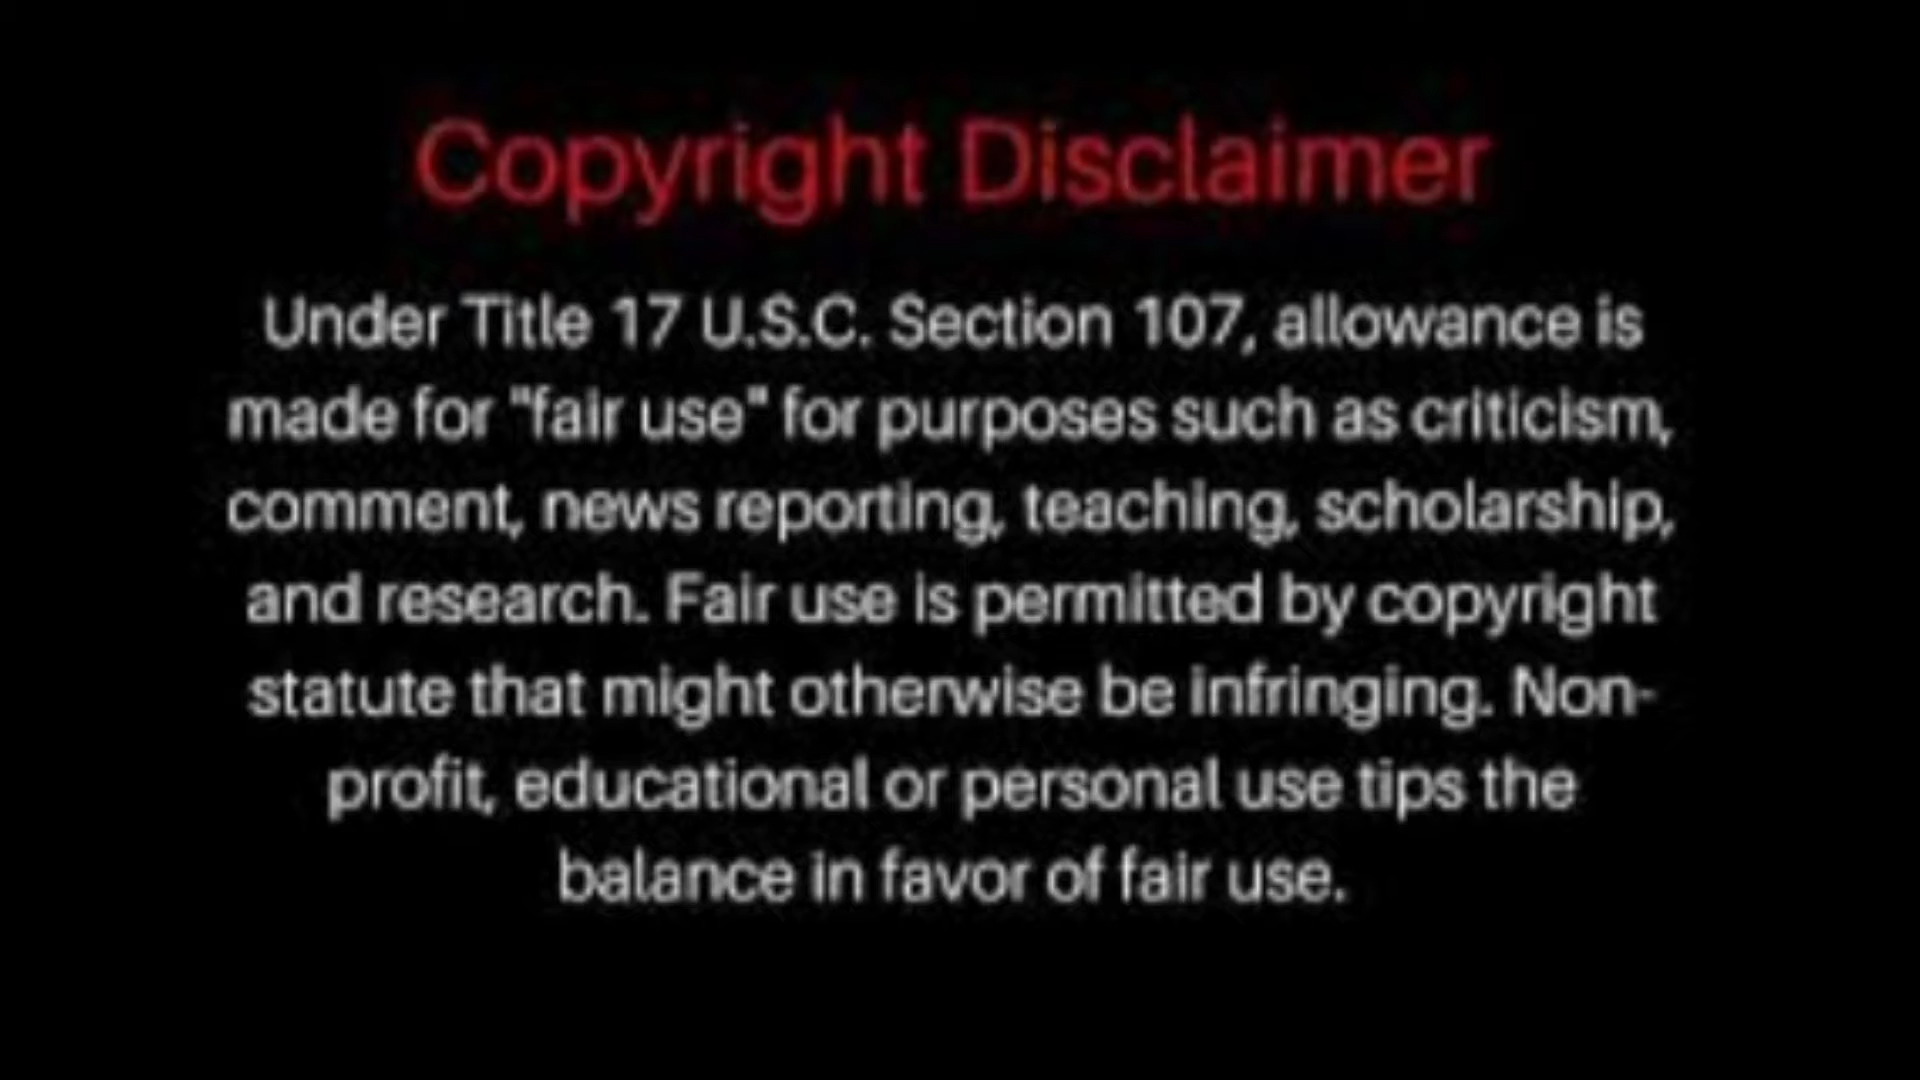 Copyright Disclaimer
Under Title 17 U.S.C. Section 107, allowance is
made for "fair use" for purposes such as criticism,
comment, news reporting, teaching, scholarship,
and research. Fair use is permitted by copyright
statute that might otherwise be infringing. Non-
profit, educational or personal use tips the
balance in favor of fair use.